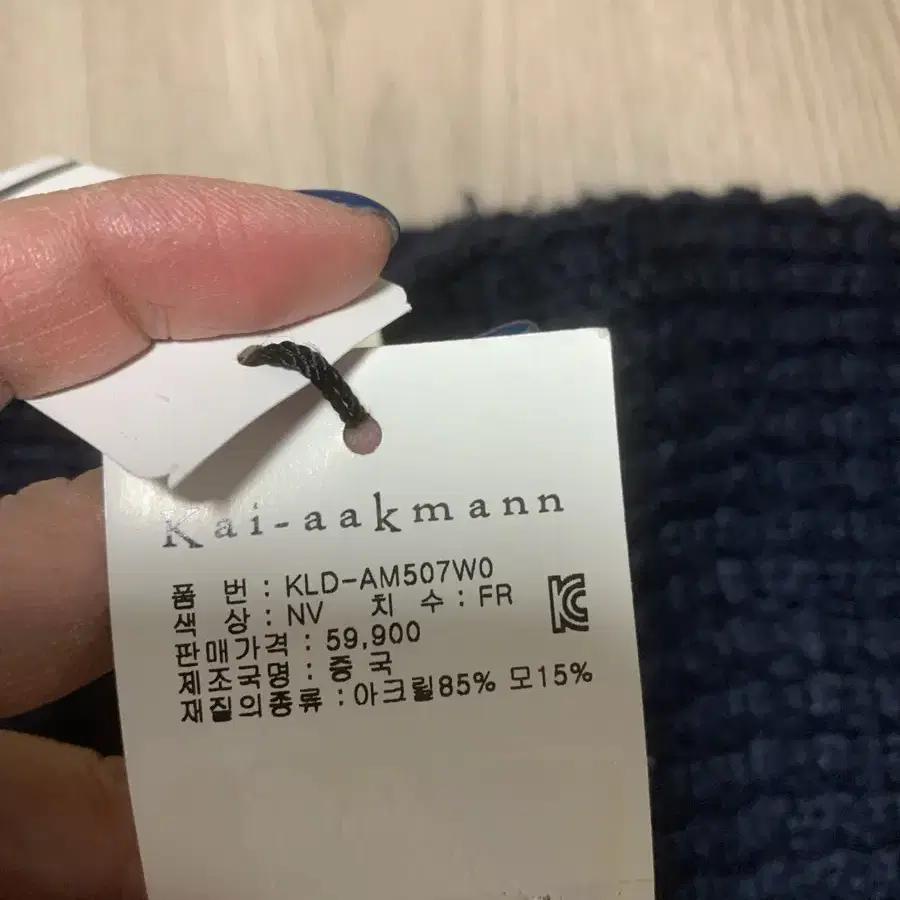 Kai-aakmann
품 번 : KLD-AM507W0
색 상 : NV 치 수 : FR
판매가격 : 59,900
제조국명 : 중 국
재질의종류 : 아크릴85% 모15%